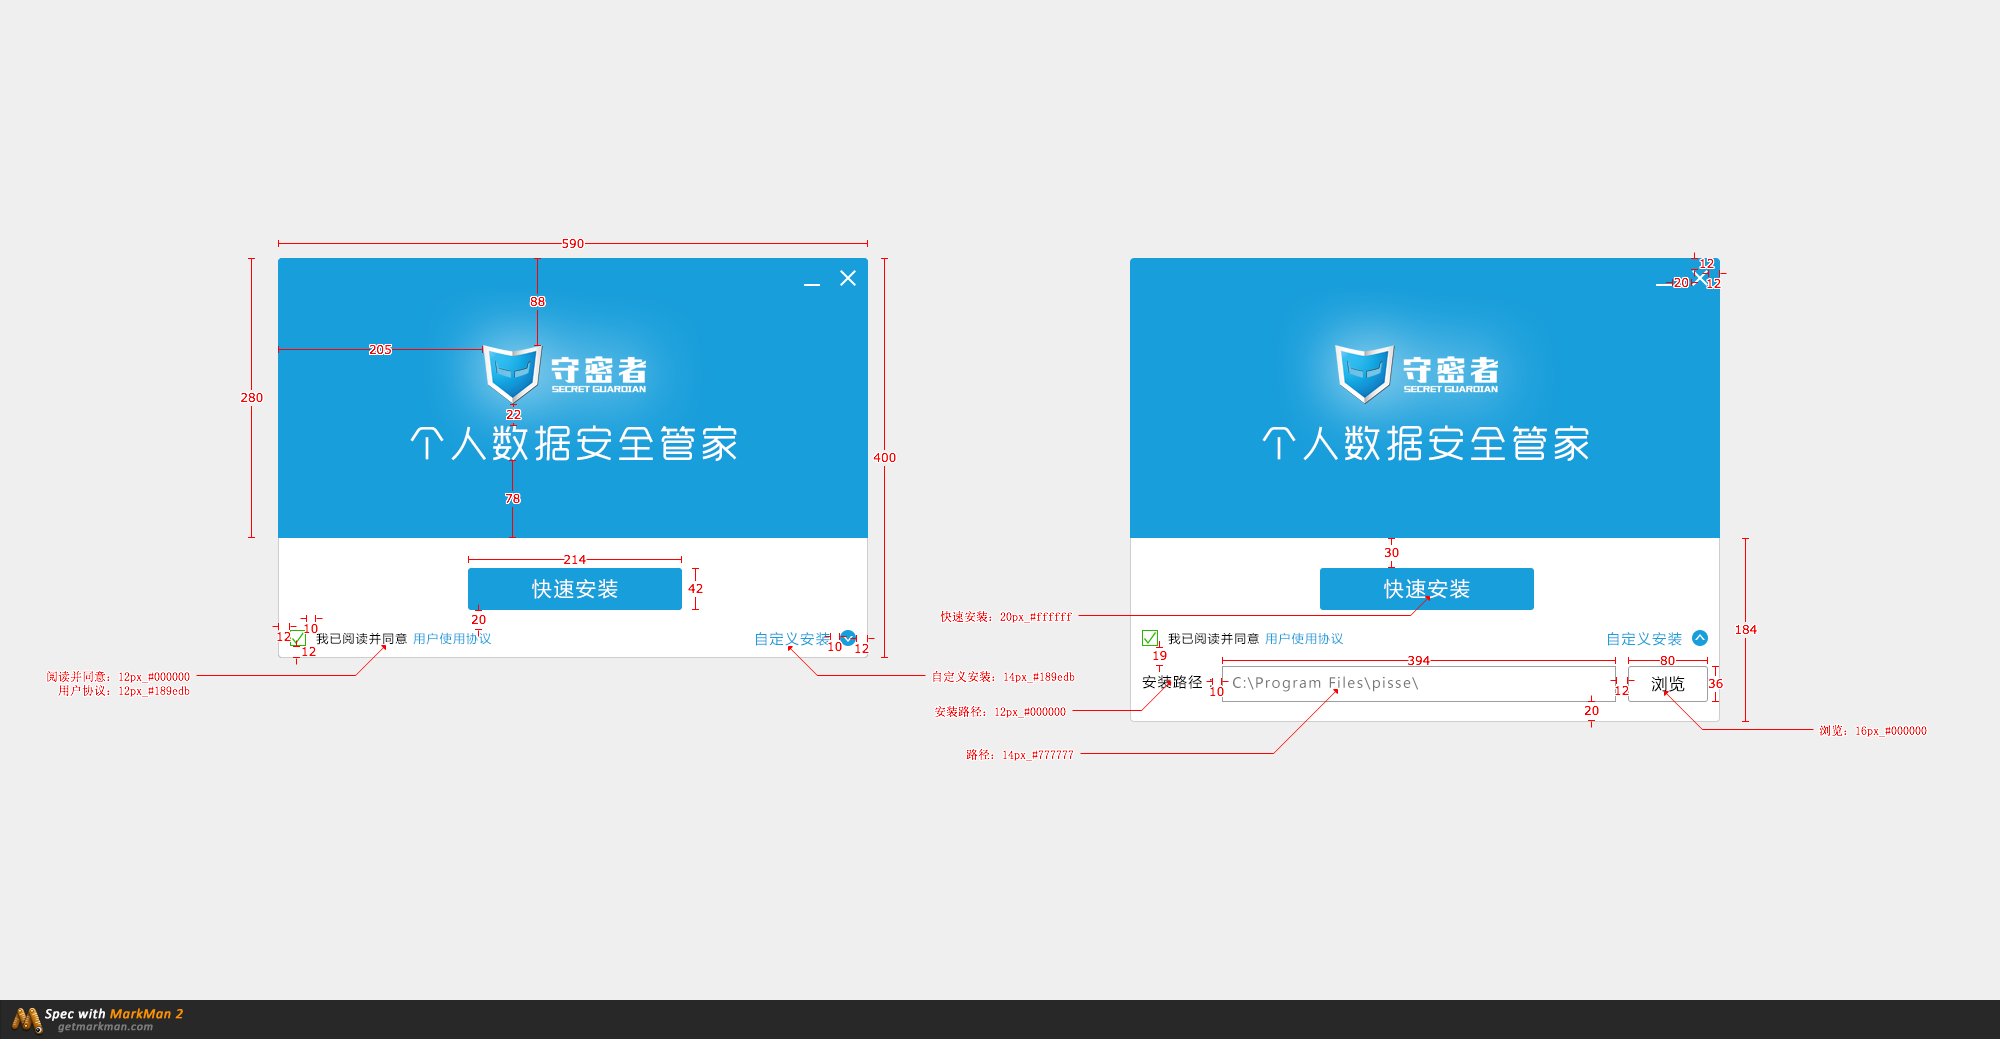 590
88
205
280
守密者
SECRET GUARDIAN
22
个人数据安全管家
400
78
214
快速安装
42
20
10
12
我已阅读并同意 用户使用协议
12
自定义安装
10
12
阅读并同意：12px_#000000
用户协议：12px_#189edb
自定义安装：14px_#189edb
12
20
12
守密者
SECRET GUARDIAN
个人数据安全管家
30
快速安装
快速安装：20px_#ffffff
184
我已阅读并同意 用户使用协议
自定义安装
19
394
80
安装路径
10
C:\Program Files\pisse\
12
浏览
36
20
安装路径：12px_#000000
浏览：16px_#000000
路径：14px_#777777
Spec with MarkMan 2
getmarkman.com